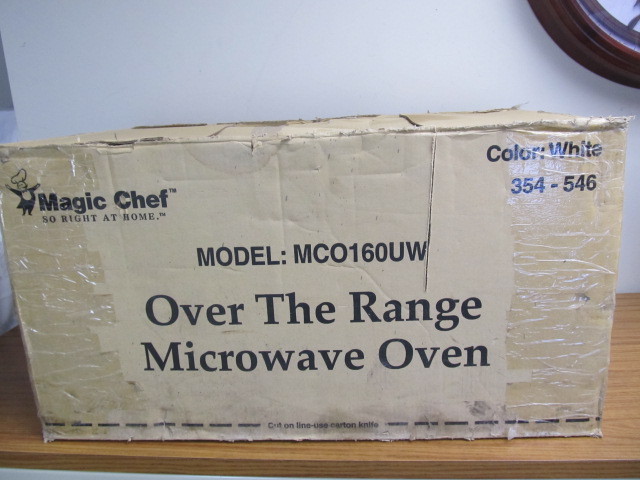 Magic Chef™
SO RIGHT AT HOME.™
Color: White
354 - 546
MODEL: MCO160UW
Over The Range
Microwave Oven
Cut on line-use carton knife